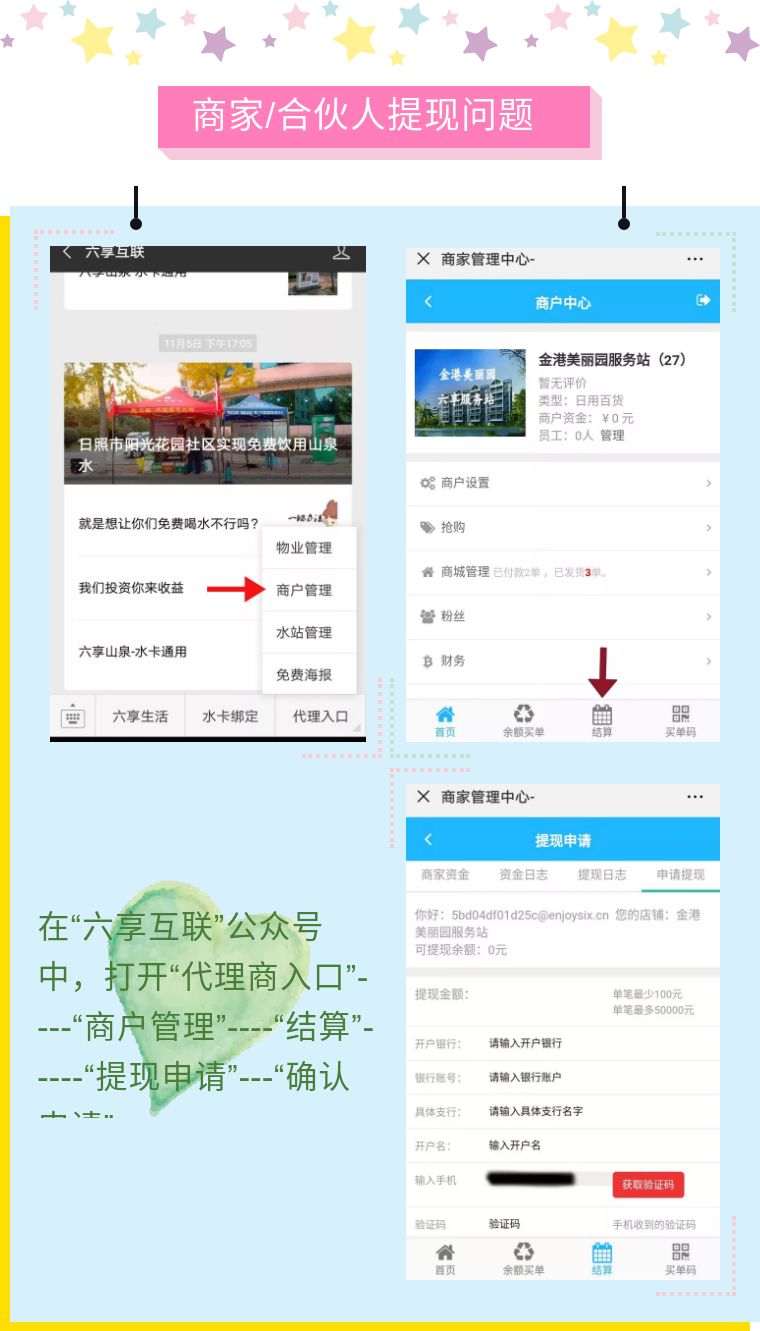 商家/合伙人提现问题
六享互联
六享山泉-水卡通用
11月5日 下午17:05
日照市阳光花园社区实现免费饮用山泉
水
就是想让你们免费喝水不行吗？
我们投资你来收益
六享山泉-水卡通用
物业管理
商户管理
水站管理
免费海报
六享生活
水卡绑定
代理入口
商家管理中心-
商户中心
金港美丽园
六享服务站
金港美丽园服务站（27）
暂无评价
类型：日用百货
商户资金：￥0 元
员工：0人 管理
商户设置
抢购
商城管理 已付款2单 ，已发货3单。
粉丝
财务
首页
余额买单
结算
买单码
在“六享互联”公众号
中，打开“代理商入口”-
---“商户管理”----“结算”-
----“提现申请”---“确认
申请”
商家管理中心-
提现申请
商家资金
资金日志
提现日志
申请提现
你好：5bd04df01d25c@enjoysix.cn 您的店铺：金港
美丽园服务站
可提现余额：0元
提现金额：
单笔最少100元
单笔最多50000元
开户银行： 请输入开户银行
银行账号： 请输入银行账户
具体支行： 请输入具体支行名字
开户名： 输入开户名
输入手机
获取验证码
验证码 验证码 手机收到的验证码
首页
余额买单
结算
买单码